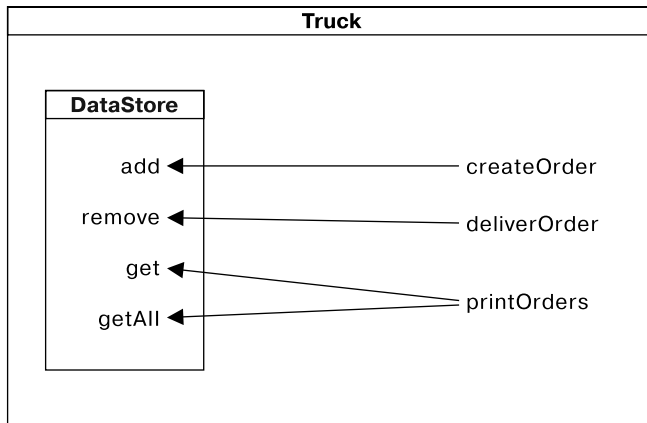 Truck
DataStore
add
createOrder
remove
deliverOrder
get
printOrders
getAll